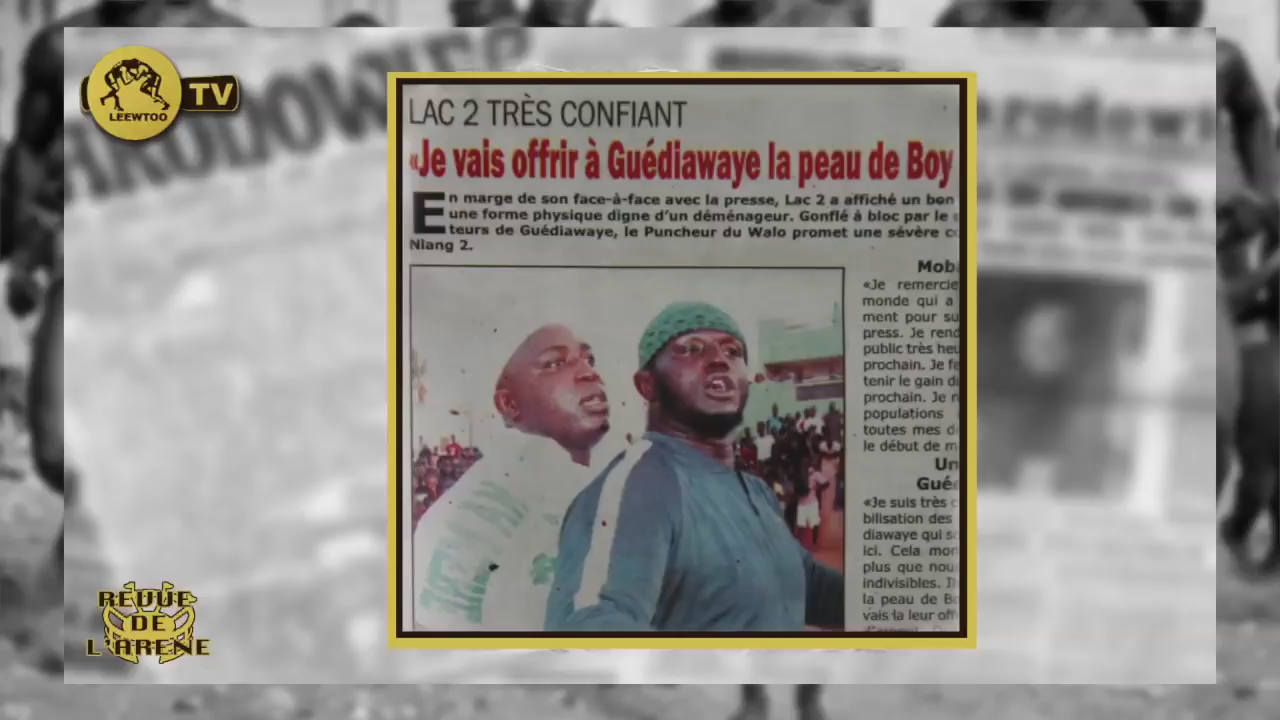 LEEWTOO
TV
LAC 2 TRÈS CONFIANT
«Je vais offrir à Guédiawaye la peau de Boy
En marge de son face-à-face avec la presse, Lac 2 a affiché un bon
une forme physique digne d'un déménageur. Gonflé à bloc par le
teurs de Guédiawaye, le Puncheur du Walo promet une sévère c
Niang 2.
Mob
«Je remercie
monde qui a
ment pour su
press. Je rend
public très heu
prochain. Je fe
tenir le gain du
prochain. Je
populations
toutes mes d
le début de m
Un
Gué
«Je suis très
bilisation des
diawaye qui so
ici. Cela mon
plus que nou
indivisibles. Il
la peau de Bo
vais la leur off
REVUE
DE
L'ARENE